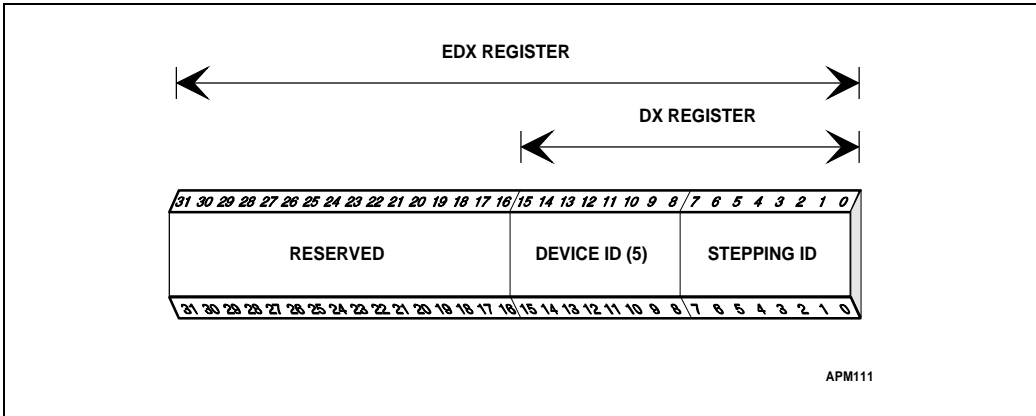 EDX REGISTER
DX REGISTER
31 30 29 28 27 26 25 24 23 22 21 20 19 18 17 16 15 14 13 12 11 10 9 8 7 6 5 4 3 2 1 0
RESERVED DEVICE ID (5) STEPPING ID
31 30 29 28 27 26 25 24 23 22 21 20 19 18 17 16 15 14 13 12 11 10 9 8 7 6 5 4 3 2 1 0
APM111